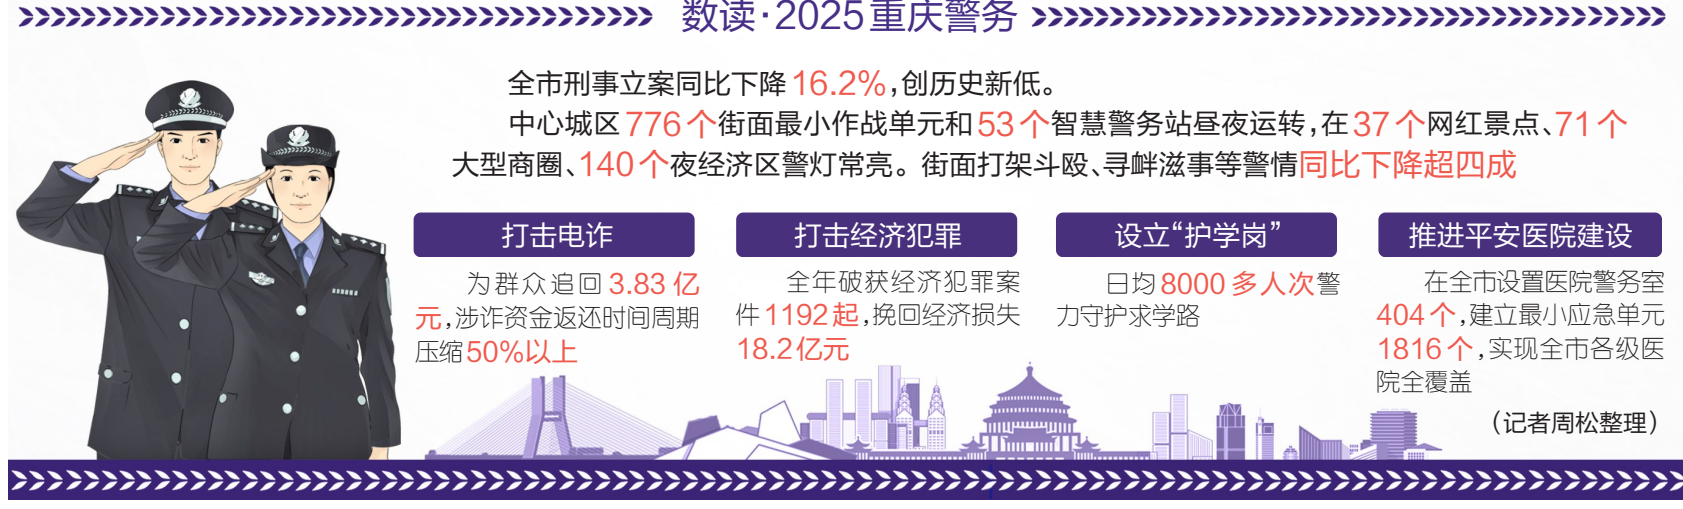 数读·2025重庆警务
全市刑事立案同比下降16.2%,创历史新低。
中心城区776个街面最小作战单元和53个智慧警务站昼夜运转,在37个网红景点、71个
大型商圈、140个夜经济区警灯常亮。街面打架斗殴、寻衅滋事等警情同比下降超四成
打击电诈
为群众追回3.83亿
元,涉诈资金返还时间周期
压缩50%以上
打击经济犯罪
全年破获经济犯罪案
件1192起,挽回经济损失
18.2亿元
设立“护学岗”
日均8000多人次警
力守护求学路
推进平安医院建设
在全市设置医院警务室
404个,建立最小应急单元
1816个,实现全市各级医
院全覆盖
(记者周松整理)